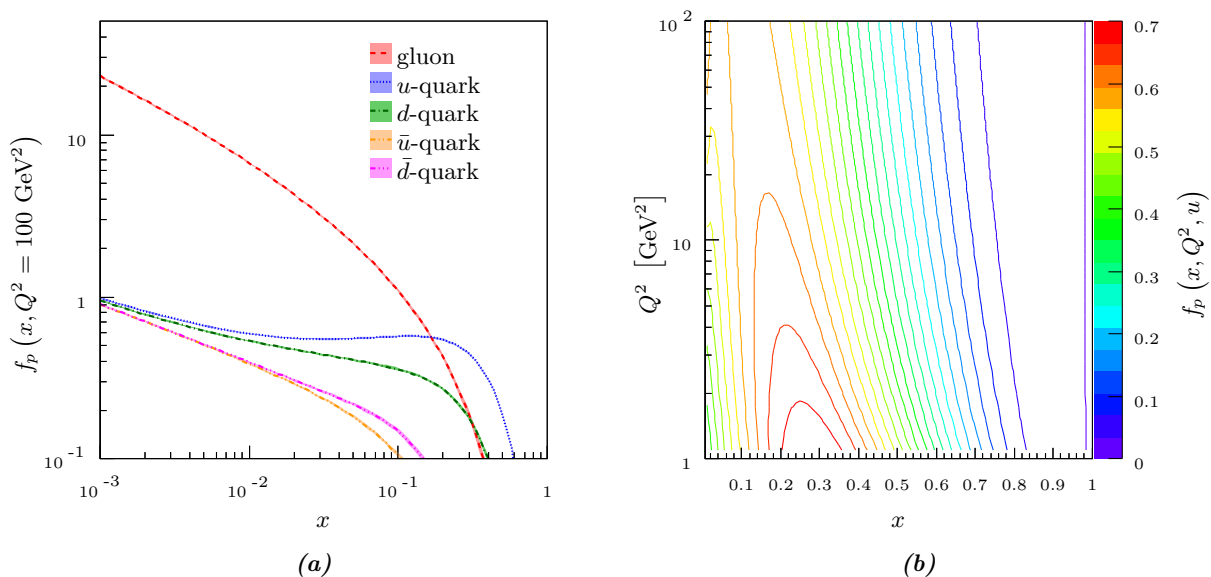 gluon
u-quark
d-quark
ū-quark
d̄-quark
10
1
10⁻¹
10⁻³
10⁻²
10⁻¹
1
f_p (x, Q² = 100 GeV²)
x
(a)
10²
10
1
0.1
0.2
0.3
0.4
0.5
0.6
0.7
0.8
0.9
1
Q² [GeV²]
x
0.7
0.6
0.5
0.4
0.3
0.2
0.1
0
f_p (x, Q², u)
(b)